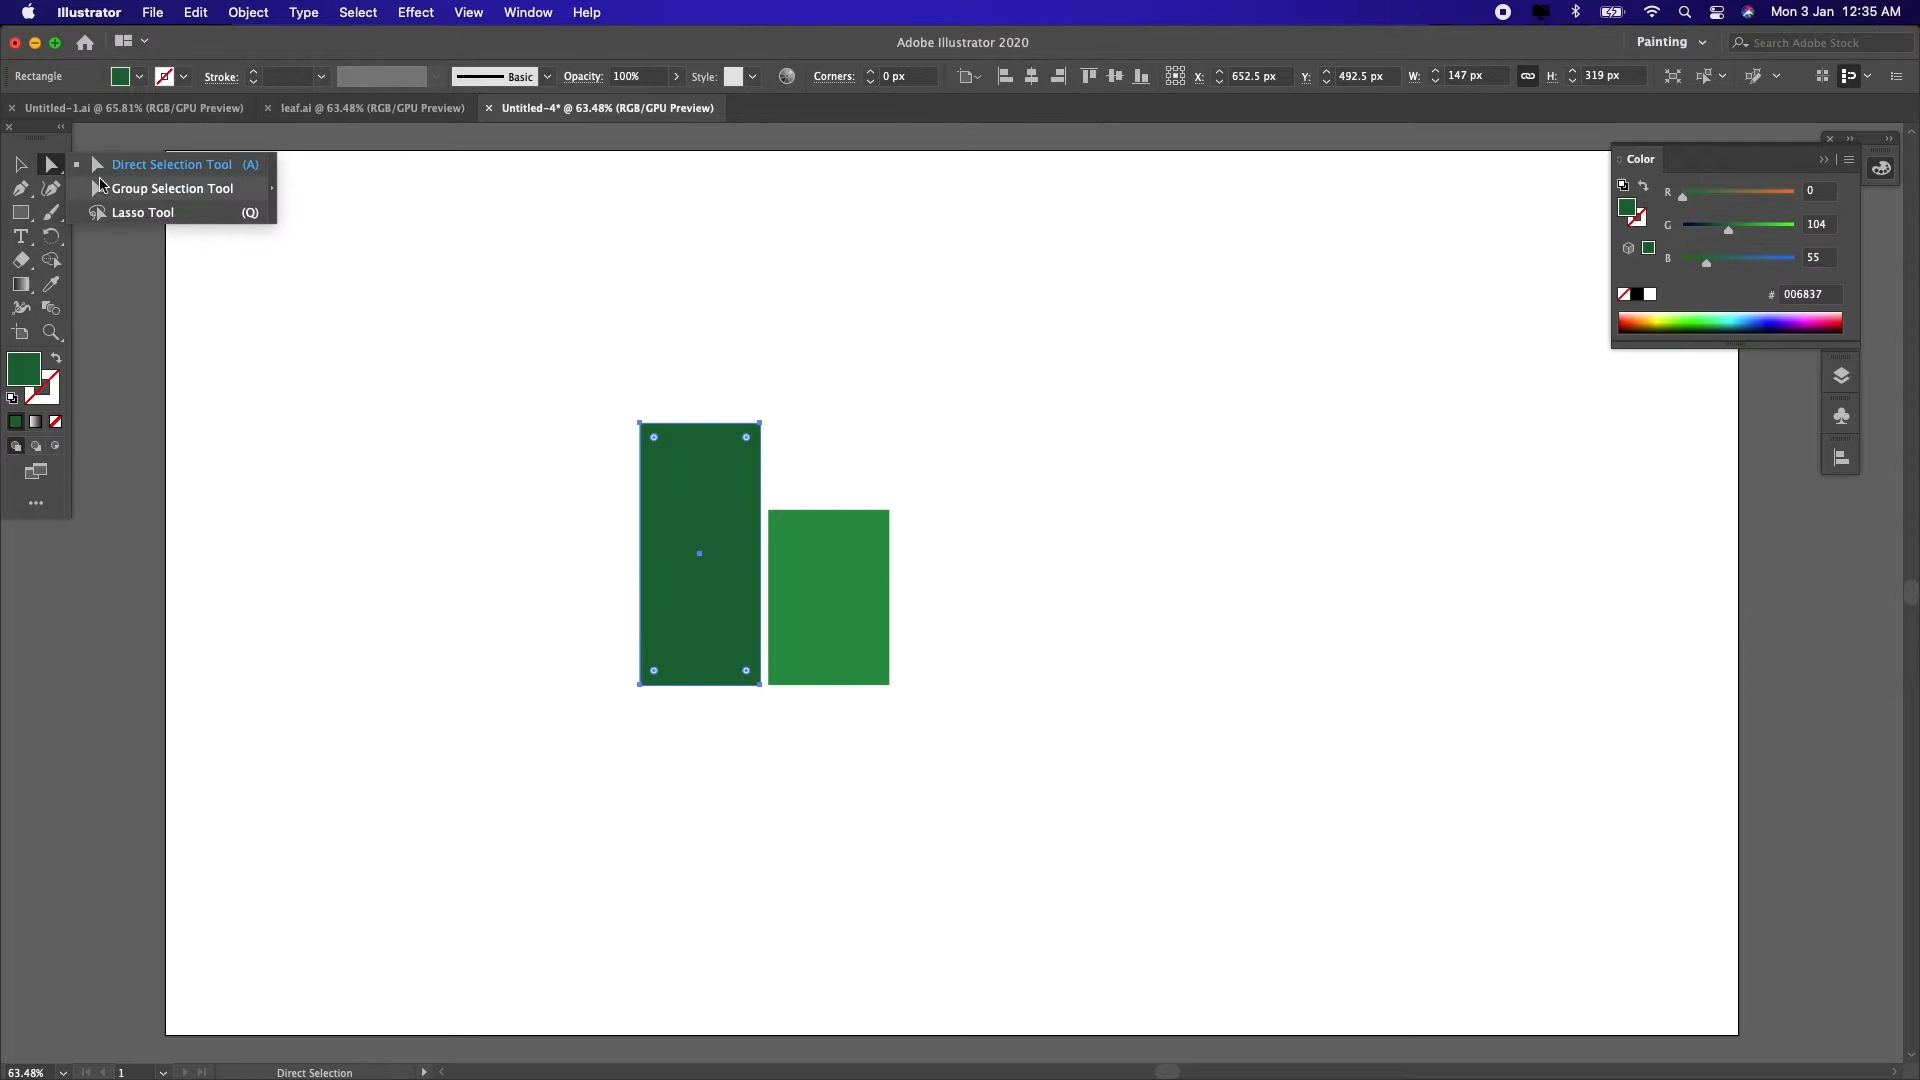 Illustrator File Edit Object Type Select Effect View Window Help Mon 3 Jan 12:35 AM
Adobe Illustrator 2020 Painting Search Adobe Stock
Rectangle Stroke: Basic Opacity: 100% Style: Corners: 0 px X: 652.5 px Y: 492.5 px W: 147 px H: 319 px
Untitled-1.ai @ 65.81% (RGB/GPU Preview) leaf.ai @ 63.48% (RGB/GPU Preview) Untitled-4* @ 63.48% (RGB/GPU Preview)
Direct Selection Tool (A)
Group Selection Tool
Lasso Tool (Q)
Color
R 0
G 104
B 55
# 006837
63.48% 1 Direct Selection